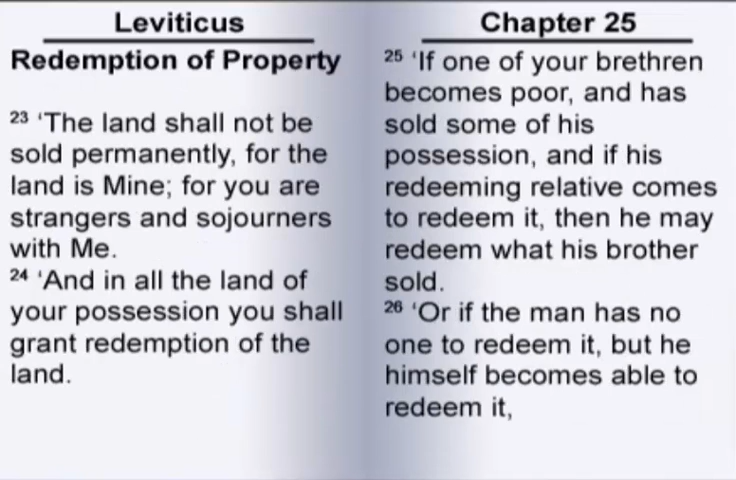 Leviticus
Redemption of Property
²³ ‘The land shall not be
sold permanently, for the
land is Mine; for you are
strangers and sojourners
with Me.
²⁴ ‘And in all the land of
your possession you shall
grant redemption of the
land.
Chapter 25
²⁵ ‘If one of your brethren
becomes poor, and has
sold some of his
possession, and if his
redeeming relative comes
to redeem it, then he may
redeem what his brother
sold.
²⁶ ‘Or if the man has no
one to redeem it, but he
himself becomes able to
redeem it,